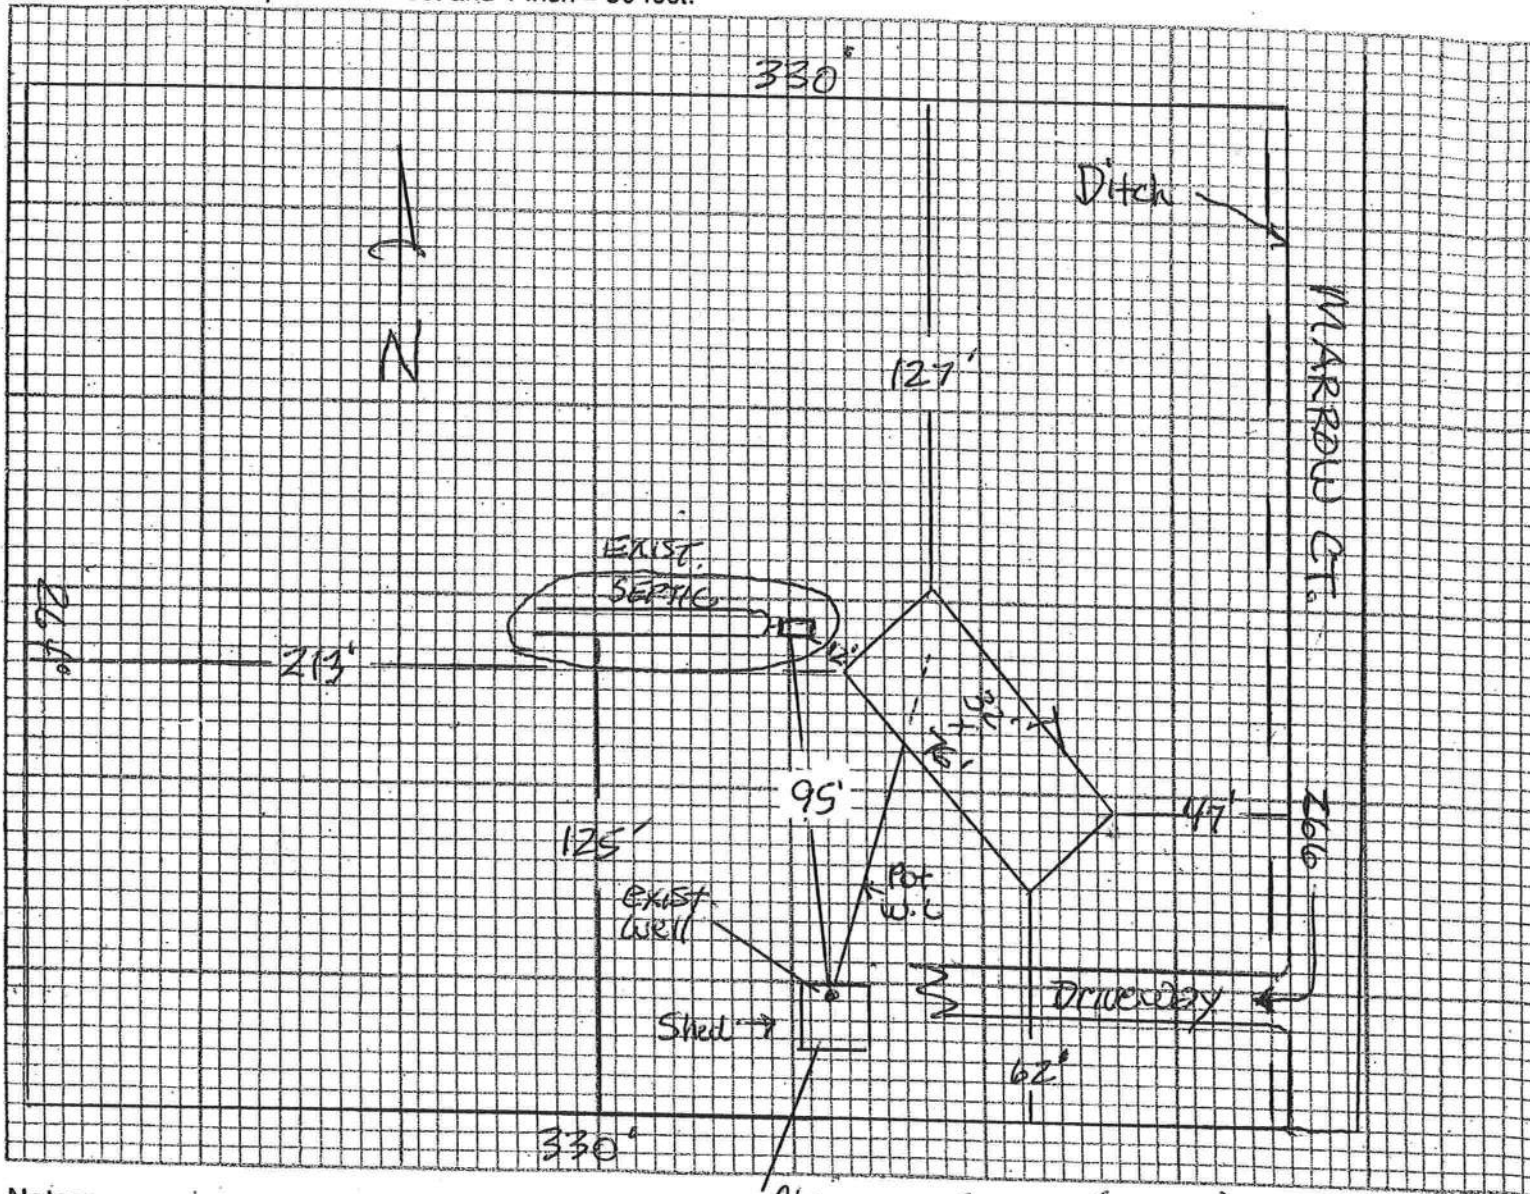 330'
Ditch
N
MARROW CT.
127'
EXIST.
SEPTIC
213'
12'
32
X
76'
95'
47'
266
125'
Pot
W.L
exist
well
Driveway
Shed
62'
330'